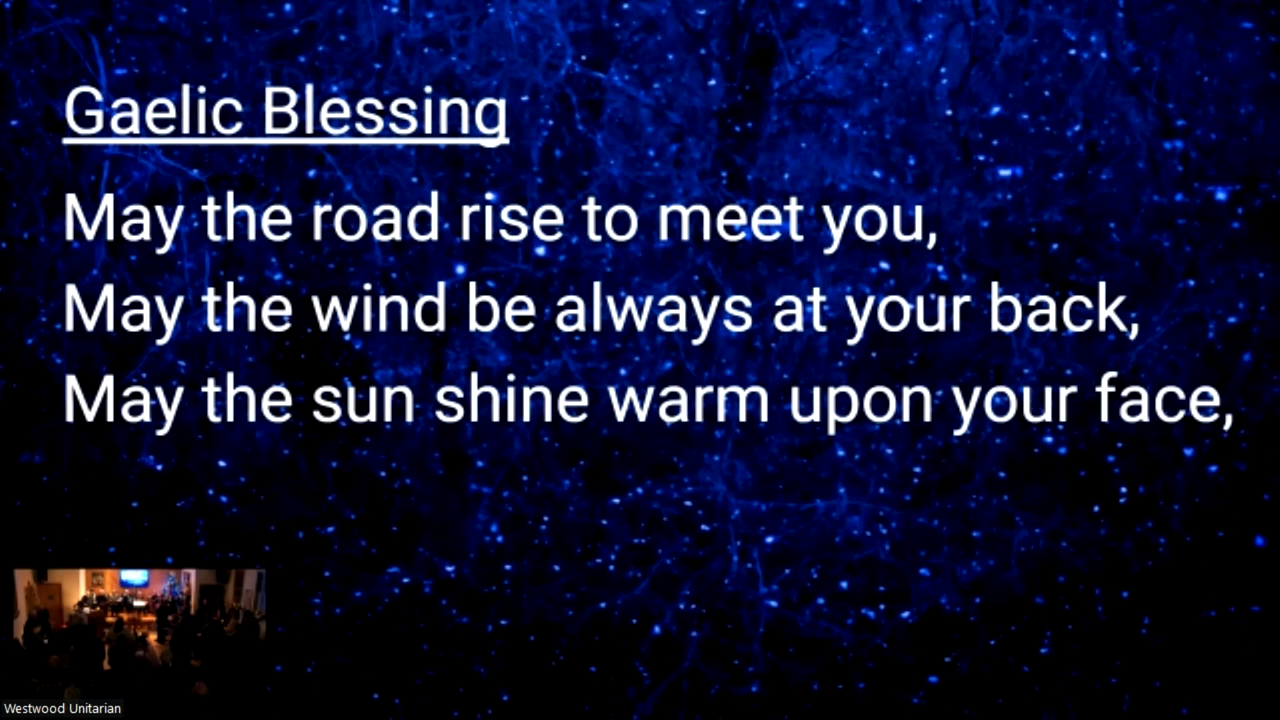 Gaelic Blessing
May the road rise to meet you,
May the wind be always at your back,
May the sun shine warm upon your face,
Westwood Unitarian